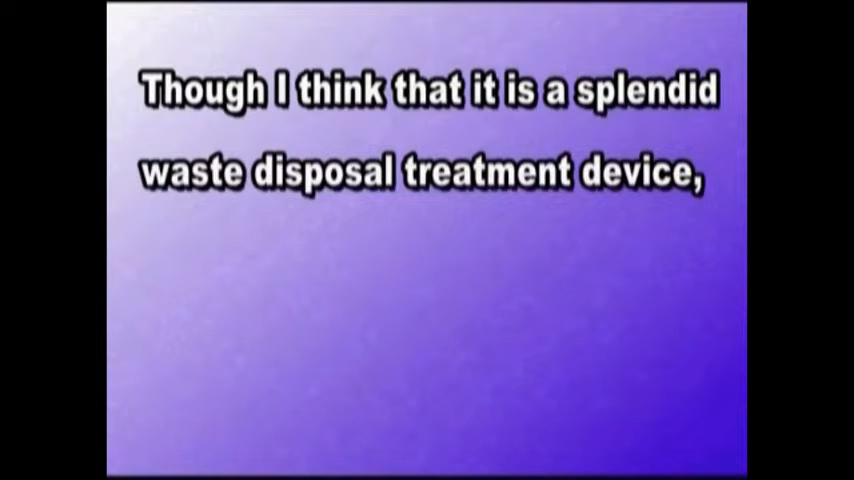 Though I think that it is a splendid
waste disposal treatment device,